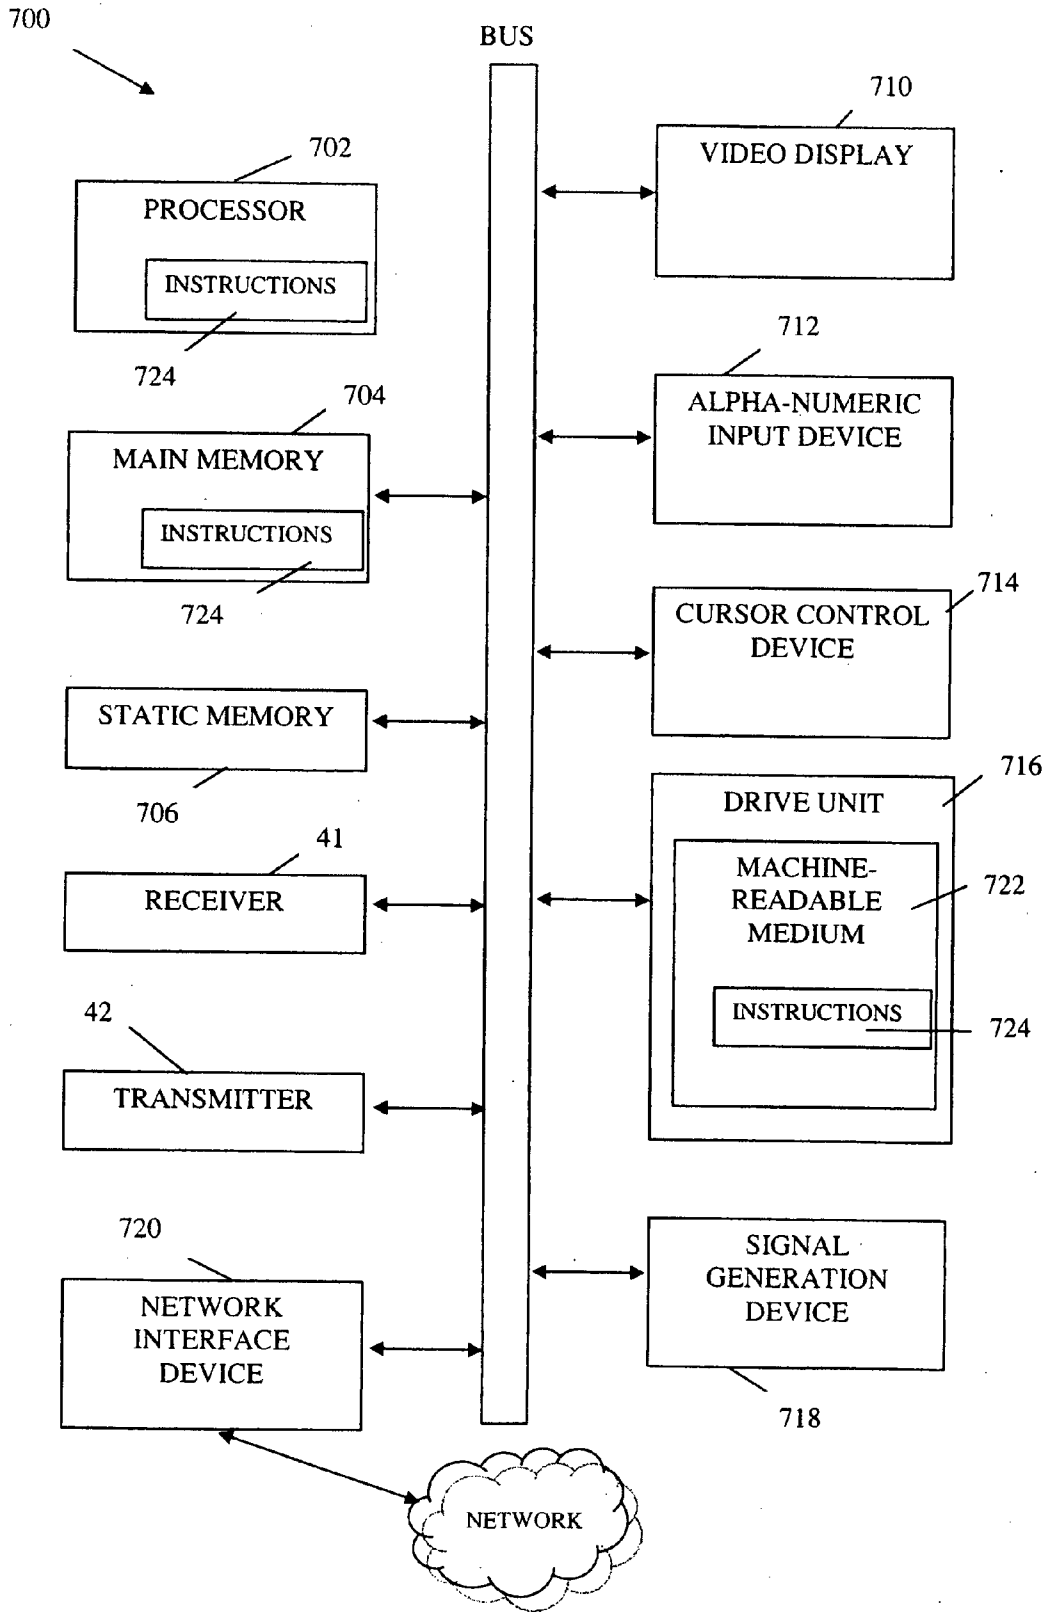 700
BUS
702
PROCESSOR
INSTRUCTIONS
724
704
MAIN MEMORY
INSTRUCTIONS
724
STATIC MEMORY
706
41
RECEIVER
42
TRANSMITTER
720
NETWORK
INTERFACE
DEVICE
710
VIDEO DISPLAY
712
ALPHA-NUMERIC
INPUT DEVICE
714
CURSOR CONTROL
DEVICE
716
DRIVE UNIT
MACHINE-
READABLE
MEDIUM
722
INSTRUCTIONS
724
SIGNAL
GENERATION
DEVICE
718
NETWORK